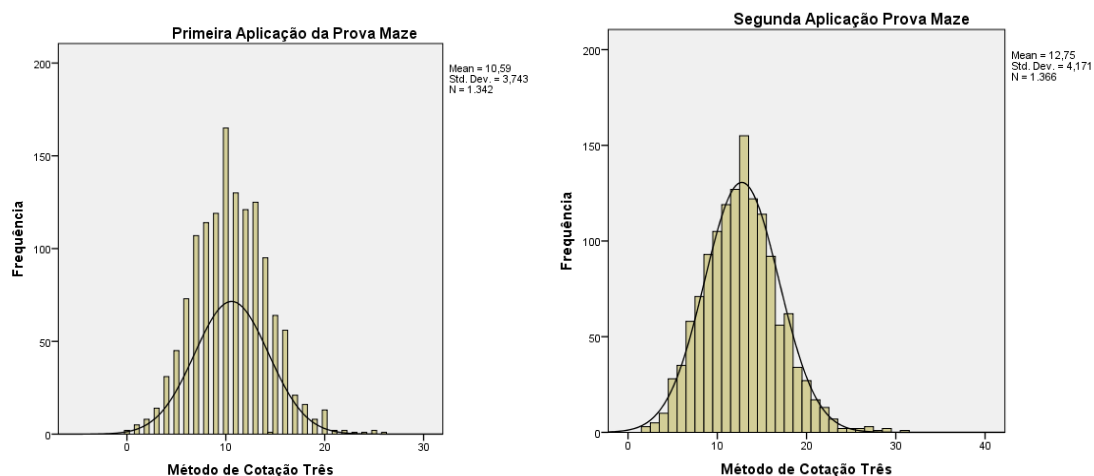 Primeira Aplicação da Prova Maze
Mean = 10,59
Std. Dev. = 3,743
N = 1.342
200
150
100
50
0
Frequência
0
10
20
30
Método de Cotação Três
Segunda Aplicação Prova Maze
Mean = 12,75
Std. Dev. = 4,171
N = 1.366
200
150
100
50
0
Frequência
0
10
20
30
40
Método de Cotação Três